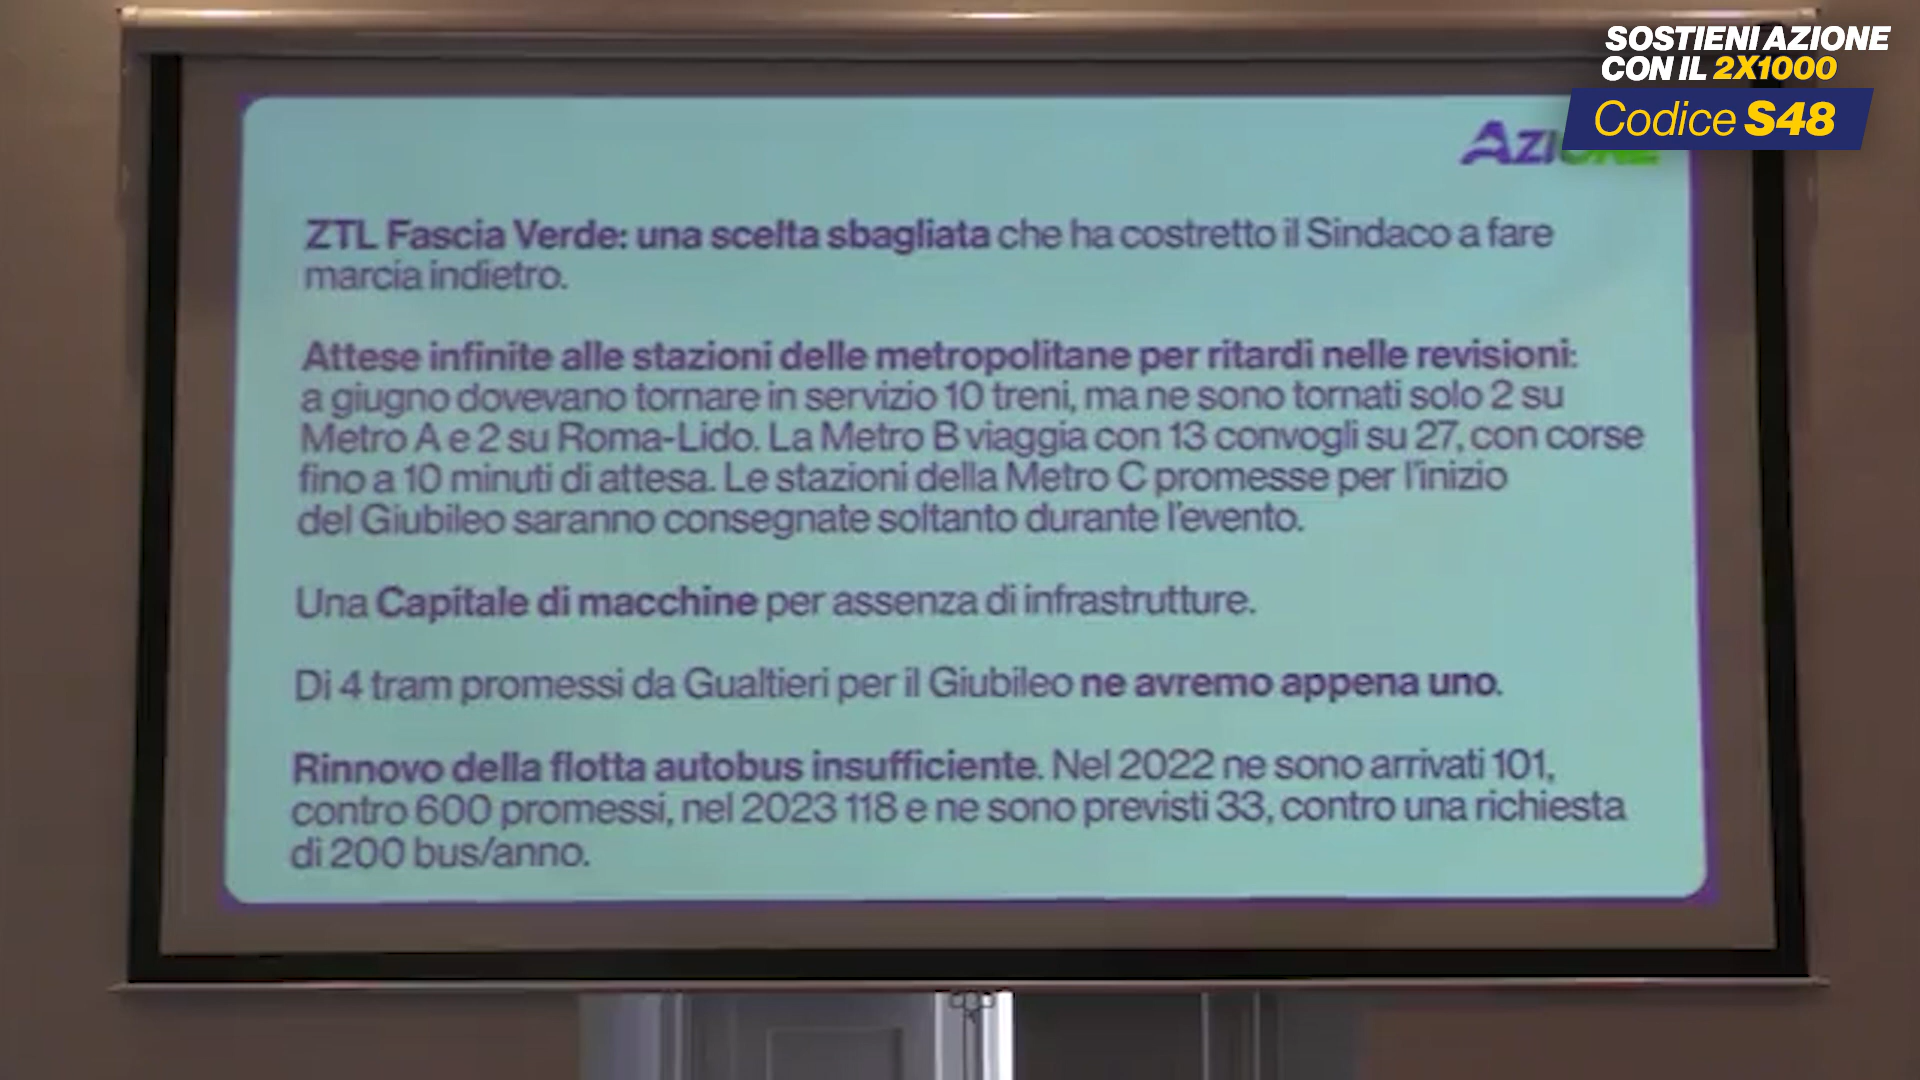 SOSTIENI AZIONE
CON IL 2X1000
Codice S48
AZIONE
ZTL Fascia Verde: una scelta sbagliata che ha costretto il Sindaco a fare
marcia indietro.
Attese infinite alle stazioni delle metropolitane per ritardi nelle revisioni:
a giugno dovevano tornare in servizio 10 treni, ma ne sono tornati solo 2 su
Metro A e 2 su Roma-Lido. La Metro B viaggia con 13 convogli su 27, con corse
fino a 10 minuti di attesa. Le stazioni della Metro C promesse per l'inizio
del Giubileo saranno consegnate soltanto durante l'evento.
Una Capitale di macchine per assenza di infrastrutture.
Di 4 tram promessi da Gualtieri per il Giubileo ne avremo appena uno.
Rinnovo della flotta autobus insufficiente. Nel 2022 ne sono arrivati 101,
contro 600 promessi, nel 2023 118 e ne sono previsti 33, contro una richiesta
di 200 bus/anno.